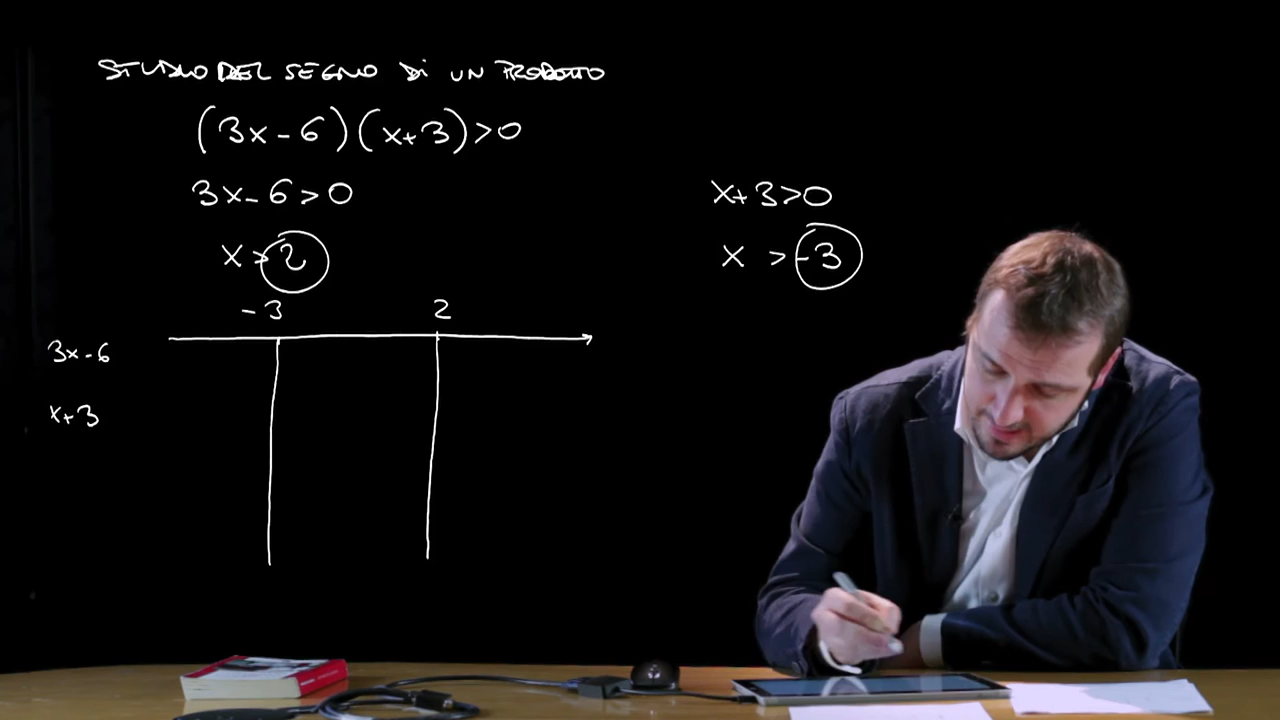 STUDIO DEL SEGNO DI UN PRODOTTO
(3x-6)(x+3)>0
3x-6>0
x+3>0
x>2
x>-3
-3 2
3x-6
x+3